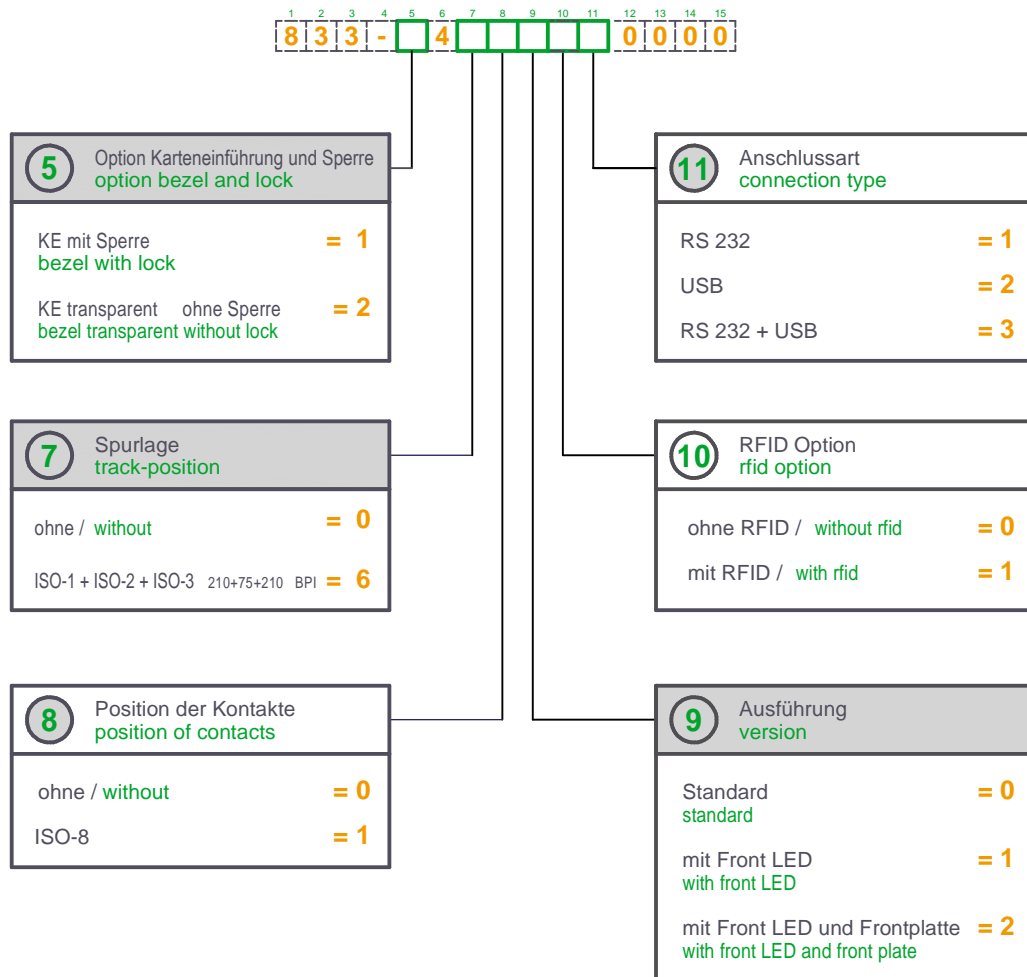 1 2 3 4 5 6 7 8 9 10 11 12 13 14 15
8 3 3 - 4 0 0 0 0
5 Option Karteneinführung und Sperre
option bezel and lock
KE mit Sperre = 1
bezel with lock
KE transparent ohne Sperre = 2
bezel transparent without lock
11 Anschlussart
connection type
RS 232 = 1
USB = 2
RS 232 + USB = 3
7 Spurlage
track-position
ohne / without = 0
ISO-1 + ISO-2 + ISO-3 210+75+210 BPI = 6
10 RFID Option
rfid option
ohne RFID / without rfid = 0
mit RFID / with rfid = 1
8 Position der Kontakte
position of contacts
ohne / without = 0
ISO-8 = 1
9 Ausführung
version
Standard = 0
standard
mit Front LED = 1
with front LED
mit Front LED und Frontplatte = 2
with front LED and front plate